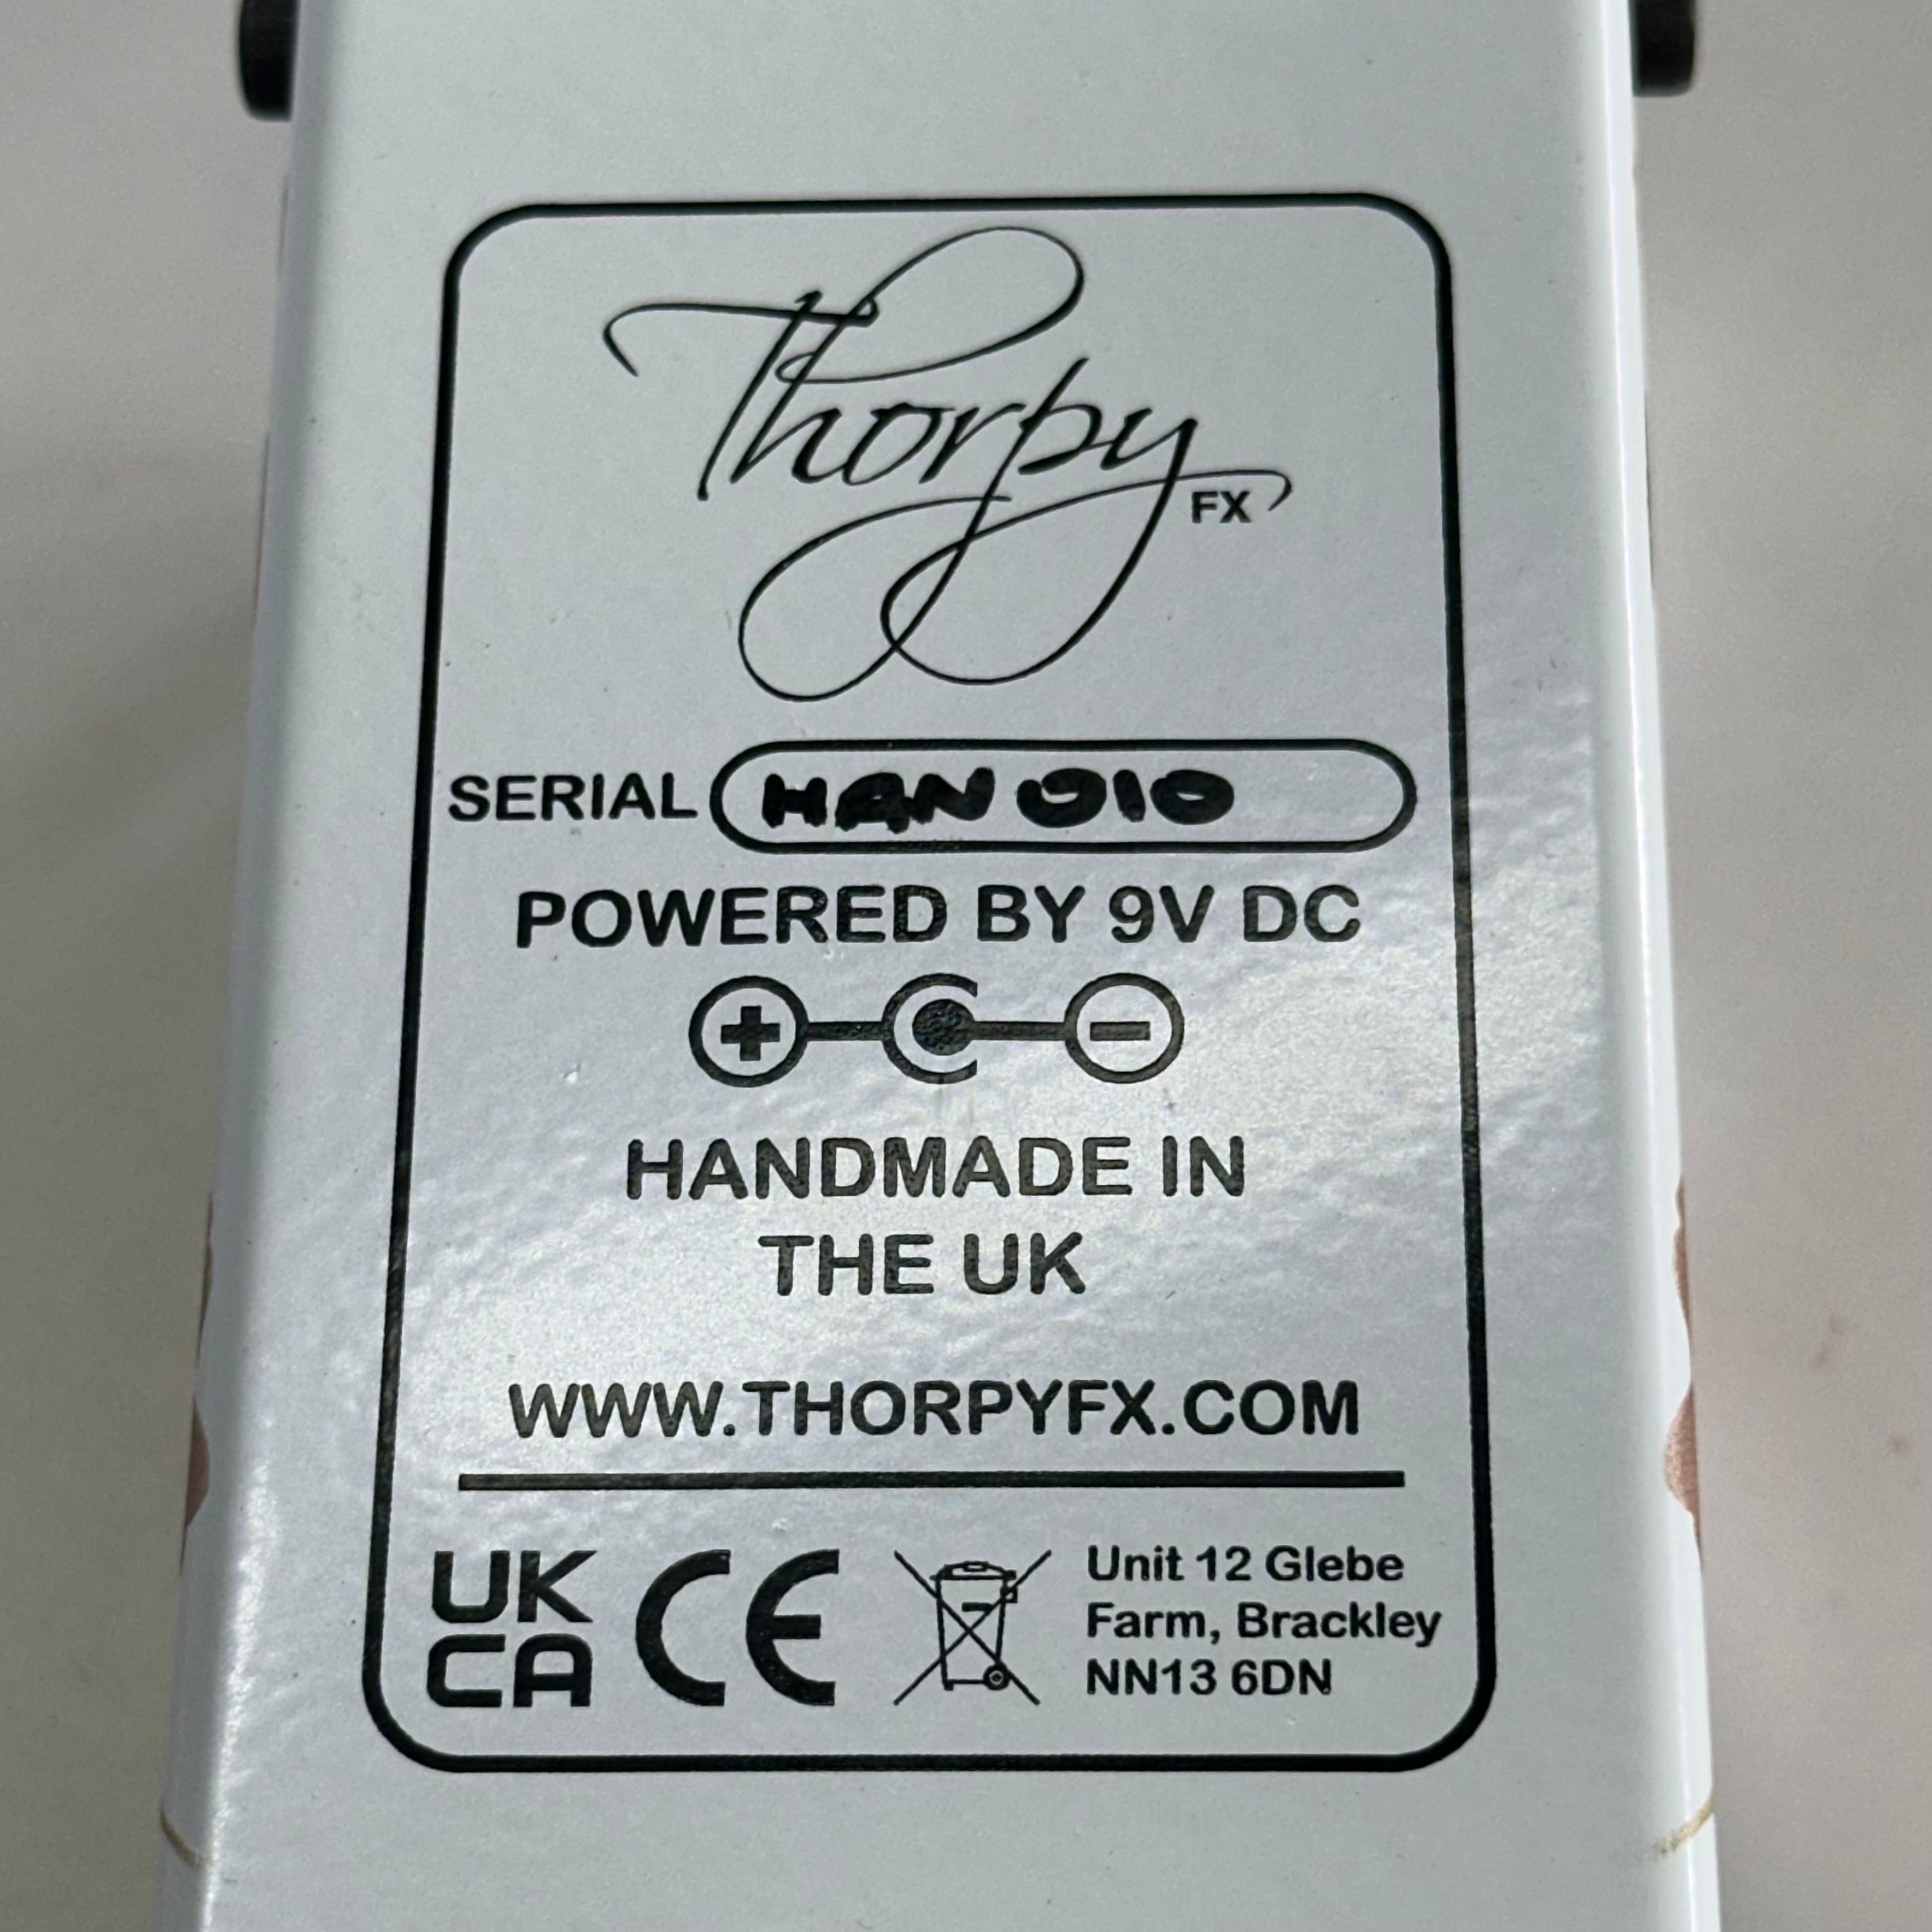 Thorpy FX
SERIAL HAN 010
POWERED BY 9V DC
HANDMADE IN
THE UK
WWW.THORPYFX.COM
UK
CA
CE
Unit 12 Glebe
Farm, Brackley
NN13 6DN